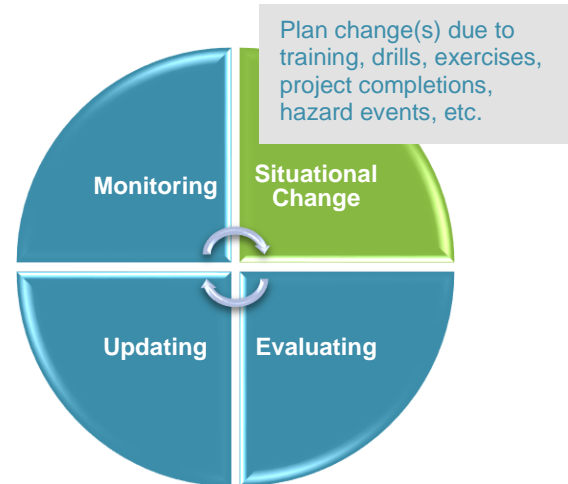 Plan change(s) due to
training, drills, exercises,
project completions,
hazard events, etc.
Monitoring
Situational
Change
Updating
Evaluating